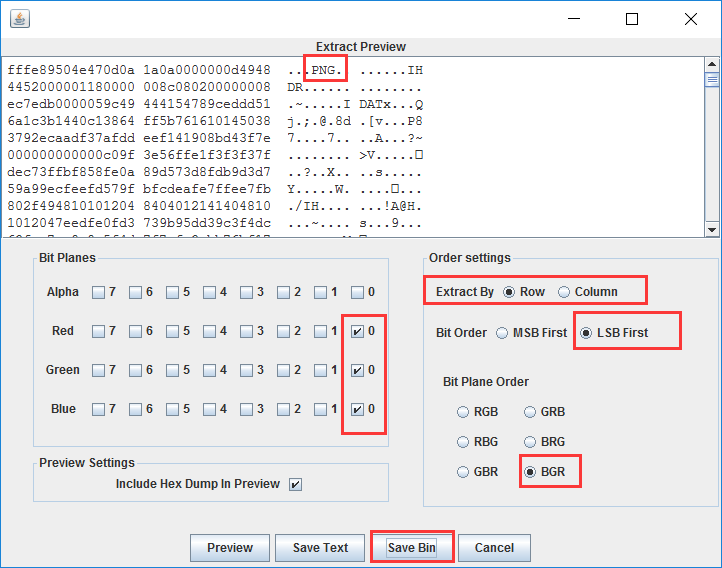 Extract Preview
fffe89504e470d0a 1a0a0000000d4948 ...PNG. ......IH
4452000001180000 008c080200000008 DR...... ........
ec7edb0000059c49 444154789ceddd51 .~.....I DATx...Q
6a1c3b1440c13864 ff5b761610145038 j.;.@.8d .[v...P8
3792ecaadf37afdd eef141908bd43f7e 7....7.. ..A...?~
000000000000c09f 3e56ffe1f3f3f37f ........ >V.....
dec73ffbf858fe0a 89d573d8fdb9d3d7 ..?..X.. ..s.....
59a99ecfeefd579f bfcdeafe7ffee7fb Y.....W. ........
802f494810101204 8404012141404810 ./IH.... ...!A@H.
1012047eedfe0fd3 739b95dd39c3f4dc ...~.... s...9...
Bit Planes
Alpha 7 6 5 4 3 2 1 0
Red 7 6 5 4 3 2 1 0
Green 7 6 5 4 3 2 1 0
Blue 7 6 5 4 3 2 1 0
Preview Settings
Include Hex Dump In Preview
Order settings
Extract By Row Column
Bit Order MSB First LSB First
Bit Plane Order
RGB GRB
RBG BRG
GBR BGR
Preview Save Text Save Bin Cancel